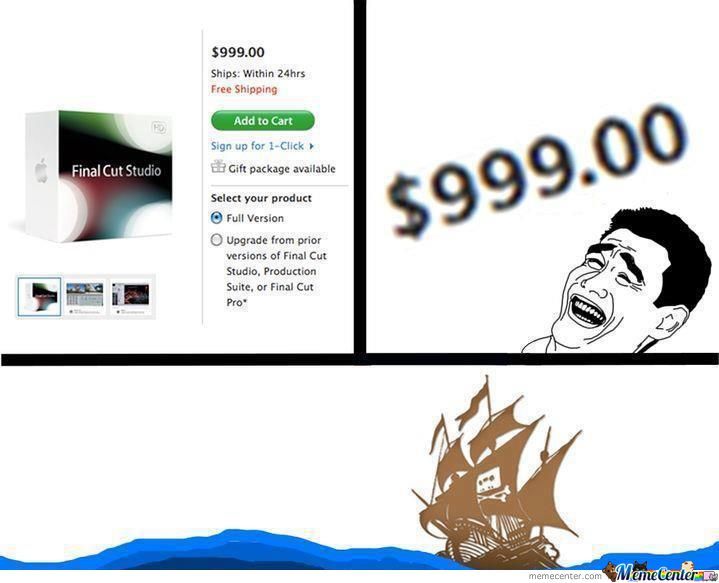 $999.00
Ships: Within 24hrs
Free Shipping
Add to Cart
Sign up for 1-Click
Gift package available
Select your product
Full Version
Upgrade from prior
versions of Final Cut
Studio, Production
Suite, or Final Cut
Pro*
HD
Final Cut Studio
$999.00
memecenter.com
MemeCenter